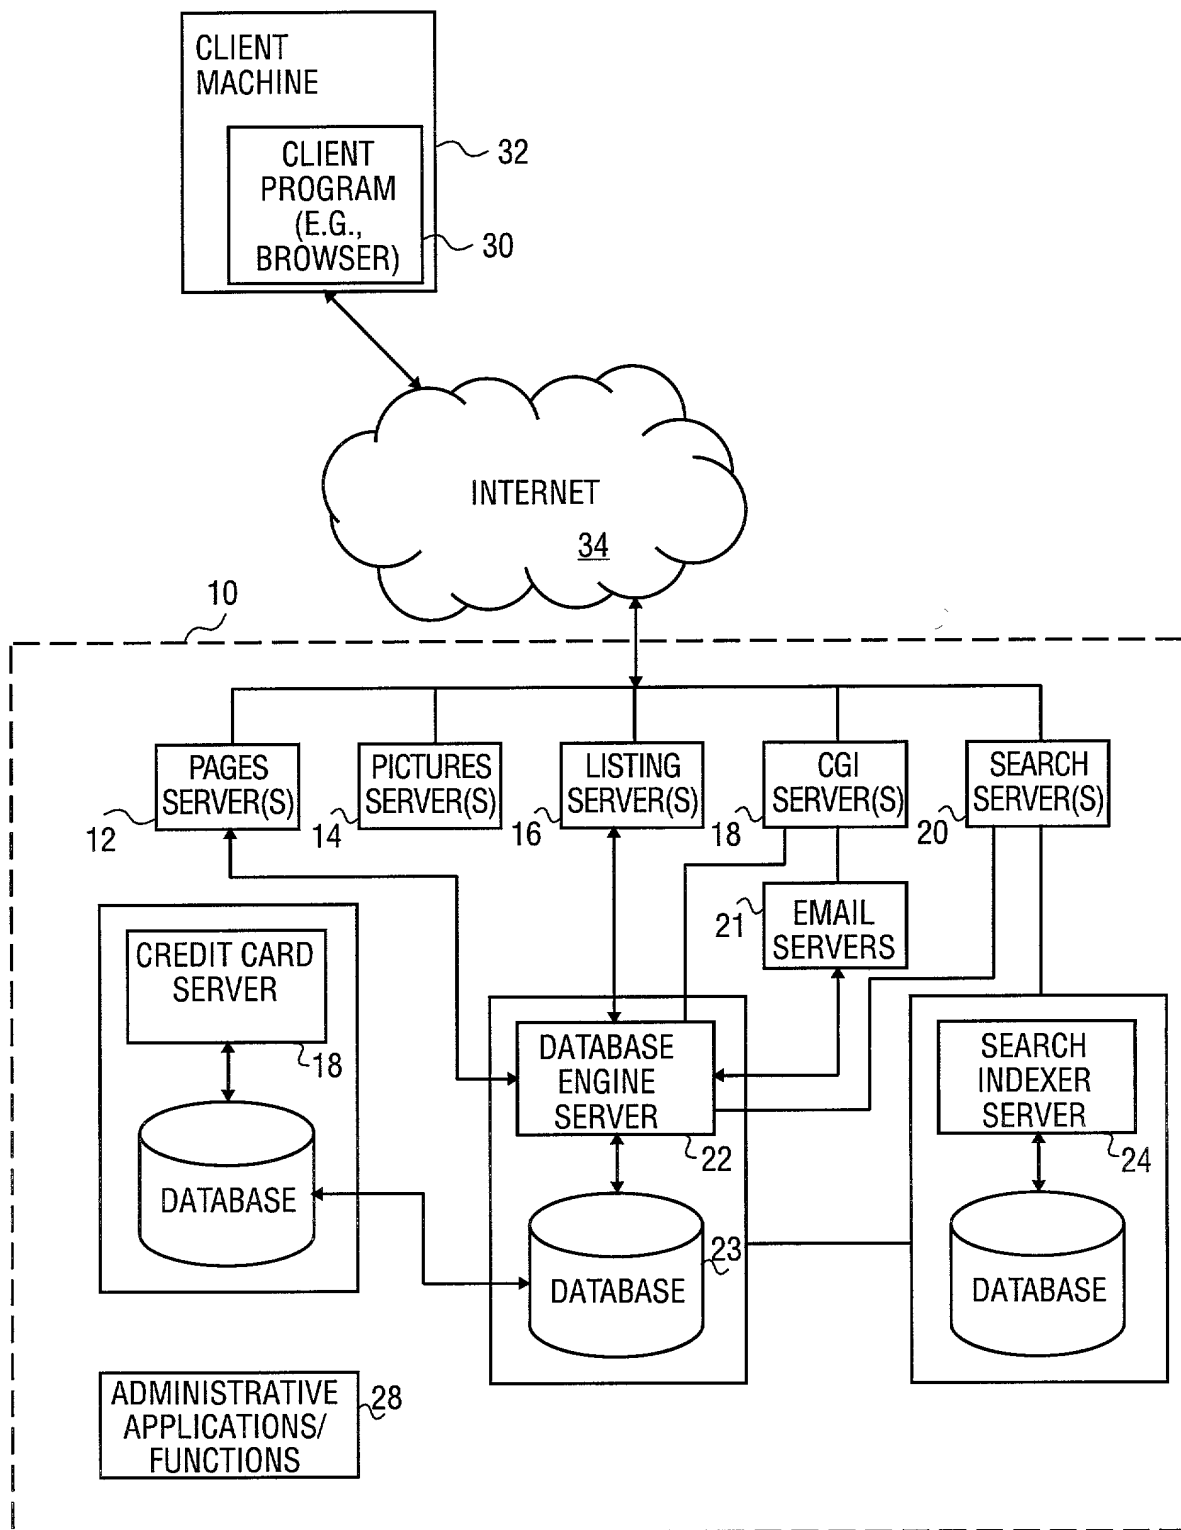 CLIENT
MACHINE
CLIENT
PROGRAM
(E.G.,
BROWSER)
32
30
INTERNET
34
10
PAGES
SERVER(S)
12
PICTURES
SERVER(S)
14
LISTING
SERVER(S)
16
CGI
SERVER(S)
18
SEARCH
SERVER(S)
20
21
EMAIL
SERVERS
CREDIT CARD
SERVER
18
DATABASE
DATABASE
ENGINE
SERVER
22
23
DATABASE
SEARCH
INDEXER
SERVER
24
DATABASE
ADMINISTRATIVE
APPLICATIONS/
FUNCTIONS
28